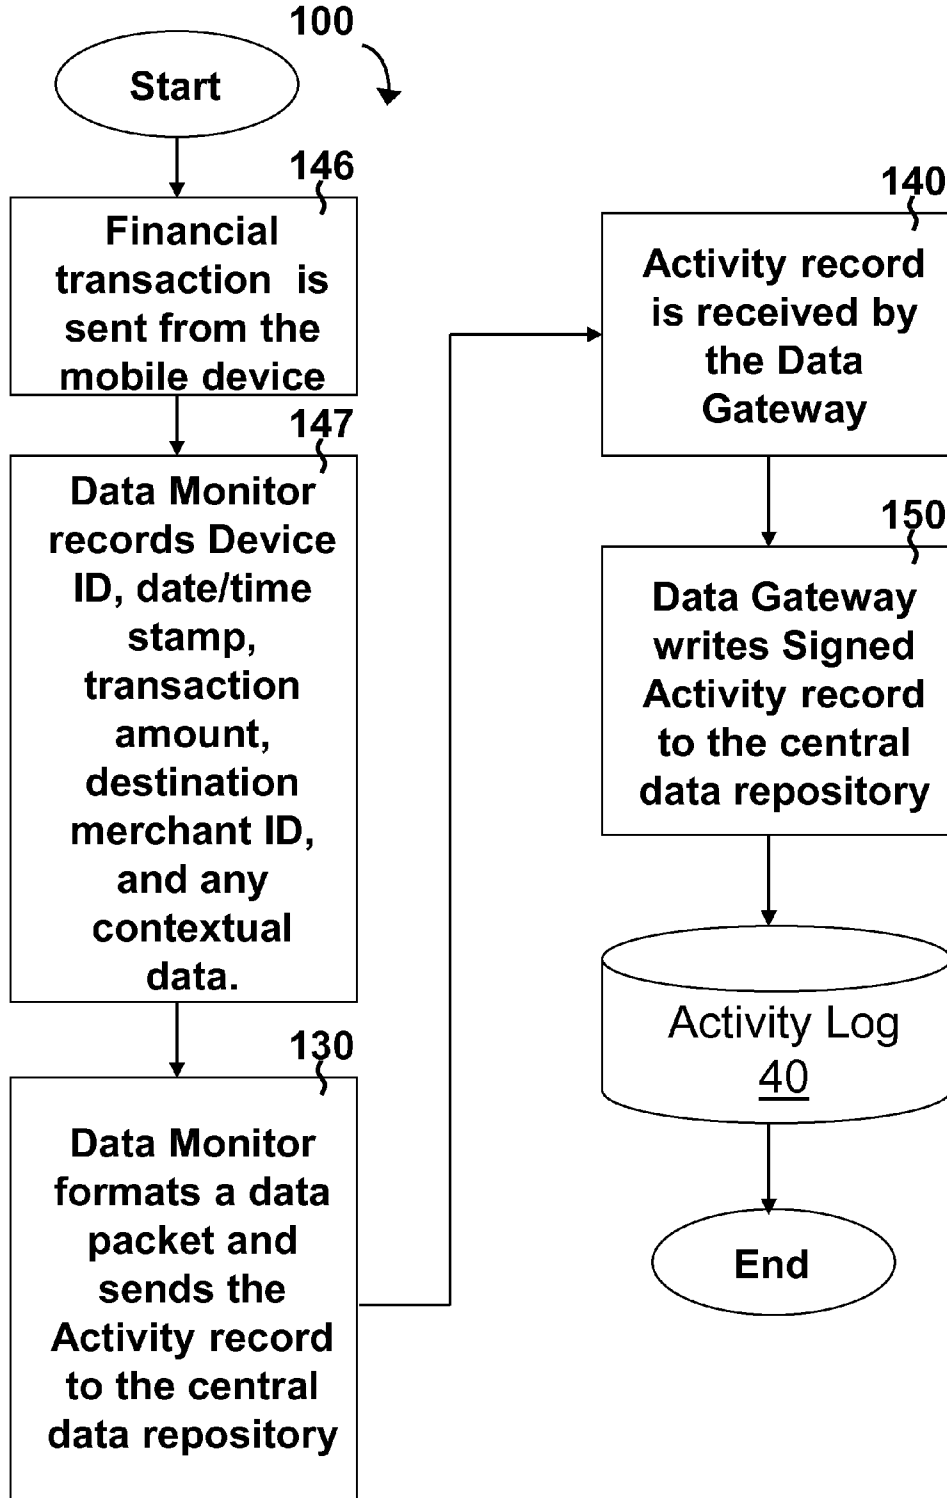 100
Start
146
Financial
transaction is
sent from the
mobile device
147
Data Monitor
records Device
ID, date/time
stamp,
transaction
amount,
destination
merchant ID,
and any
contextual
data.
130
Data Monitor
formats a data
packet and
sends the
Activity record
to the central
data repository
140
Activity record
is received by
the Data
Gateway
150
Data Gateway
writes Signed
Activity record
to the central
data repository
Activity Log
40
End